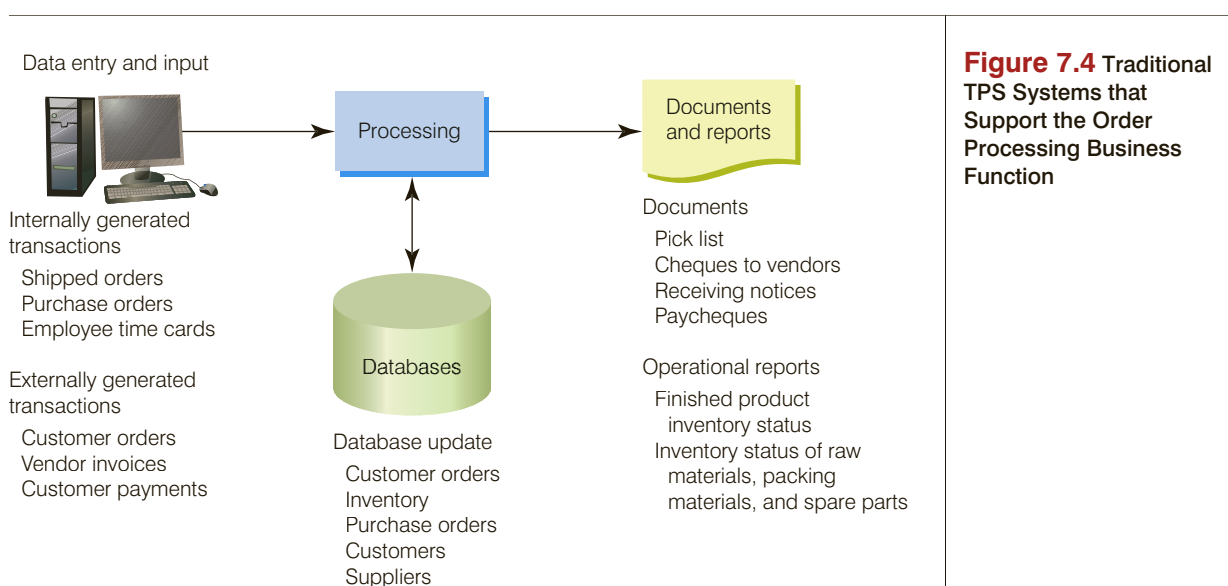 Data entry and input
Internally generated
transactions
Shipped orders
Purchase orders
Employee time cards
Externally generated
transactions
Customer orders
Vendor invoices
Customer payments
Processing
Databases
Database update
Customer orders
Inventory
Purchase orders
Customers
Suppliers
Documents
and reports
Documents
Pick list
Cheques to vendors
Receiving notices
Paycheques
Operational reports
Finished product
inventory status
Inventory status of raw
materials, packing
materials, and spare parts
Figure 7.4 Traditional
TPS Systems that
Support the Order
Processing Business
Function